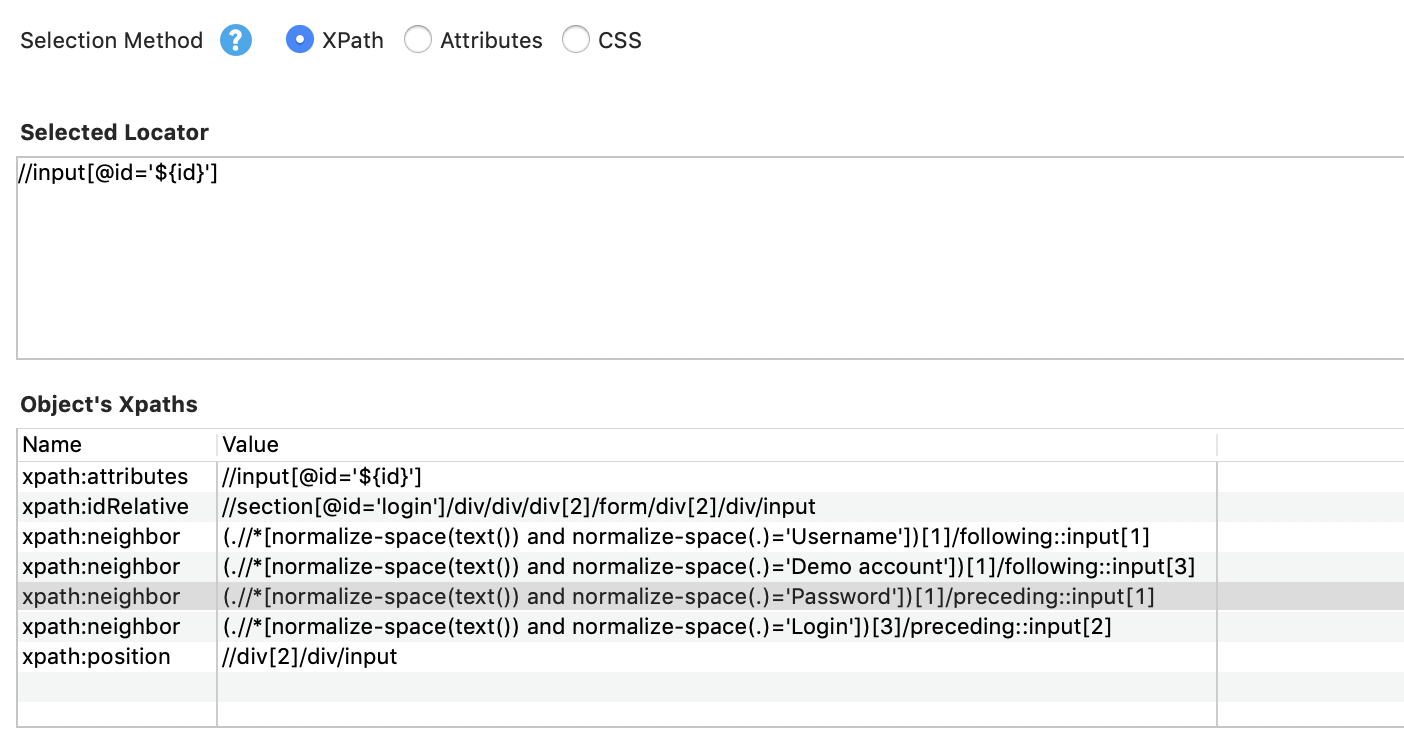 Selection Method ? XPath Attributes CSS
Selected Locator
//input[@id='${id}']
Object's Xpaths
Name Value
xpath:attributes //input[@id='${id}']
xpath:idRelative //section[@id='login']/div/div/div[2]/form/div[2]/div/input
xpath:neighbor (.//*[normalize-space(text()) and normalize-space(.)='Username'])[1]/following::input[1]
xpath:neighbor (.//*[normalize-space(text()) and normalize-space(.)='Demo account'])[1]/following::input[3]
xpath:neighbor (.//*[normalize-space(text()) and normalize-space(.)='Password'])[1]/preceding::input[1]
xpath:neighbor (.//*[normalize-space(text()) and normalize-space(.)='Login'])[3]/preceding::input[2]
xpath:position //div[2]/div/input